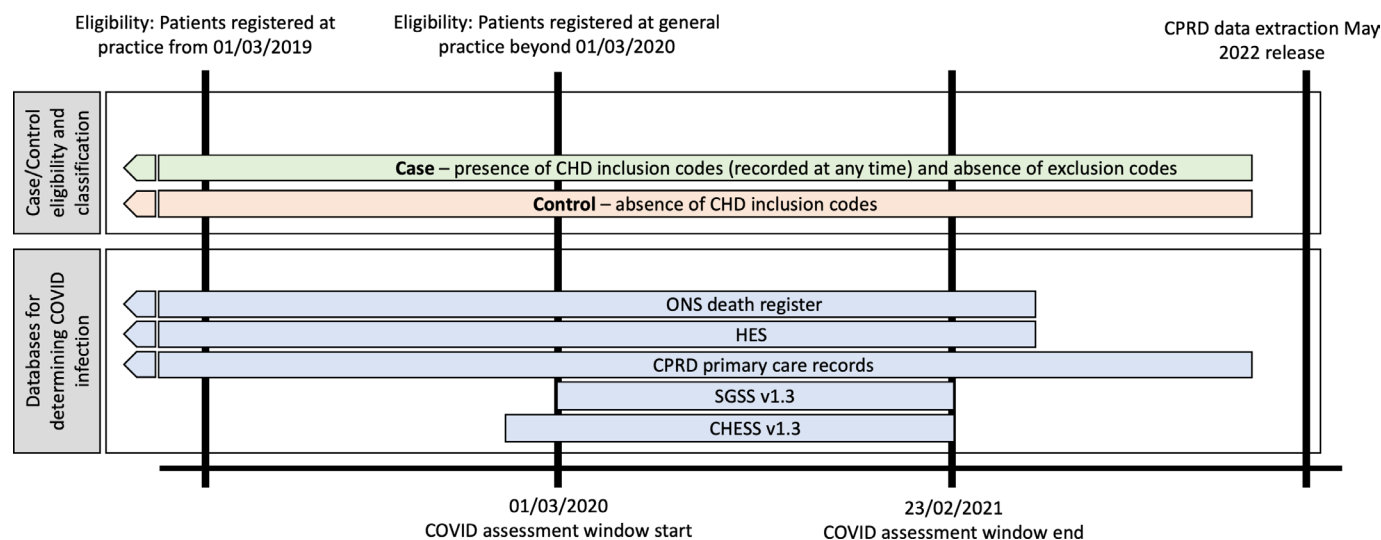 Eligibility: Patients registered at
practice from 01/03/2019
Eligibility: Patients registered at general
practice beyond 01/03/2020
CPRD data extraction May
2022 release
Case/Control
eligibility and
classification
Case – presence of CHD inclusion codes (recorded at any time) and absence of exclusion codes
Control – absence of CHD inclusion codes
Databases for
determining COVID
infection
ONS death register
HES
CPRD primary care records
SGSS v1.3
CHESS v1.3
01/03/2020
COVID assessment window start
23/02/2021
COVID assessment window end